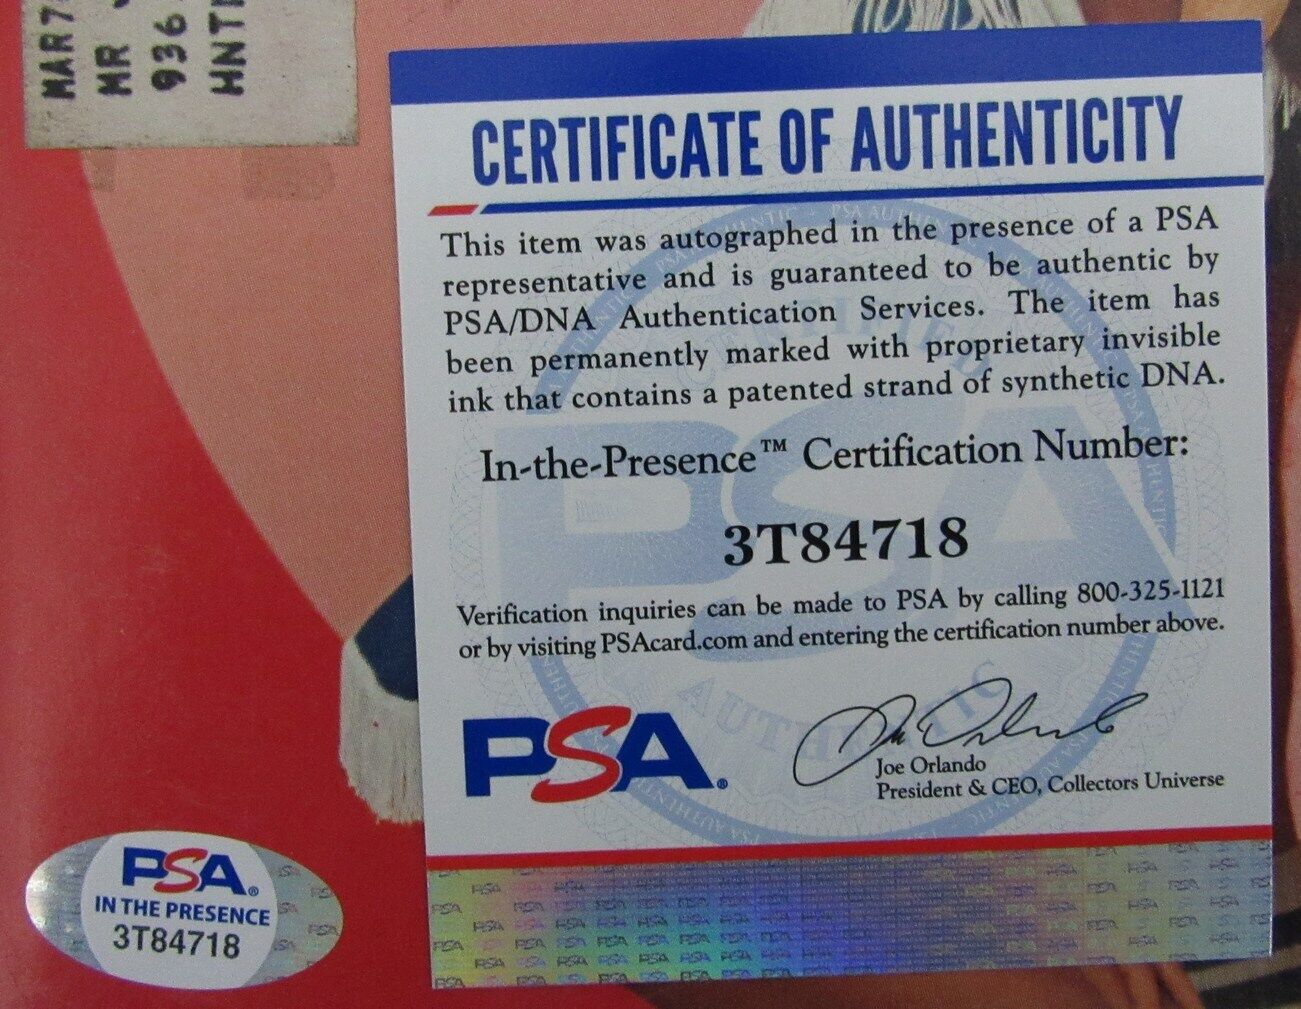 MAR7
MR
936
HNTI
CERTIFICATE OF AUTHENTICITY
This item was autographed in the presence of a PSA
representative and is guaranteed to be authentic by
PSA/DNA Authentication Services. The item has
been permanently marked with proprietary invisible
ink that contains a patented strand of synthetic DNA.
In-the-Presence™ Certification Number:
3T84718
Verification inquiries can be made to PSA by calling 800-325-1121
or by visiting PSAcard.com and entering the certification number above.
PSA®
Joe Orlando
President & CEO, Collectors Universe
PSA®
IN THE PRESENCE
3T84718